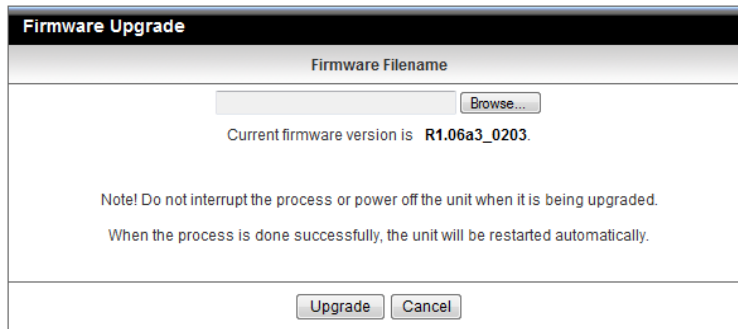 Firmware Upgrade
Firmware Filename
Browse...
Current firmware version is R1.06a3_0203.
Note! Do not interrupt the process or power off the unit when it is being upgraded.
When the process is done successfully, the unit will be restarted automatically.
Upgrade Cancel